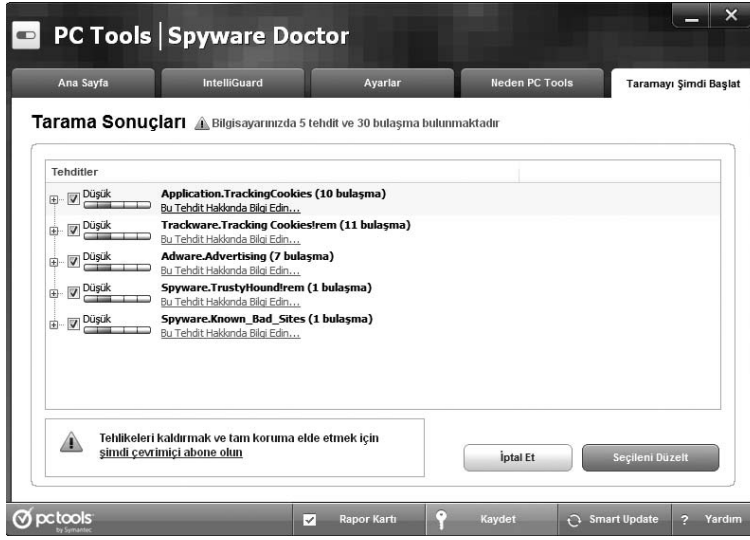 PC Tools | Spyware Doctor
Ana Sayfa IntelliGuard Ayarlar Neden PC Tools Taramayı Şimdi Başlat
Tarama Sonuçları Bilgisayarınızda 5 tehdit ve 30 bulaşma bulunmaktadır
Tehditler
Düşük Application.TrackingCookies (10 bulaşma)
Bu Tehdit Hakkında Bilgi Edin...
Düşük Trackware.Tracking Cookies!rem (11 bulaşma)
Bu Tehdit Hakkında Bilgi Edin...
Düşük Adware.Advertising (7 bulaşma)
Bu Tehdit Hakkında Bilgi Edin...
Düşük Spyware.TrustyHound!rem (1 bulaşma)
Bu Tehdit Hakkında Bilgi Edin...
Düşük Spyware.Known_Bad_Sites (1 bulaşma)
Bu Tehdit Hakkında Bilgi Edin...
Tehlikeleri kaldırmak ve tam koruma elde etmek için
şimdi çevrimiçi abone olun
İptal Et Seçileni Düzelt
pctools
by Symantec
Rapor Kartı Kaydet Smart Update ? Yardım